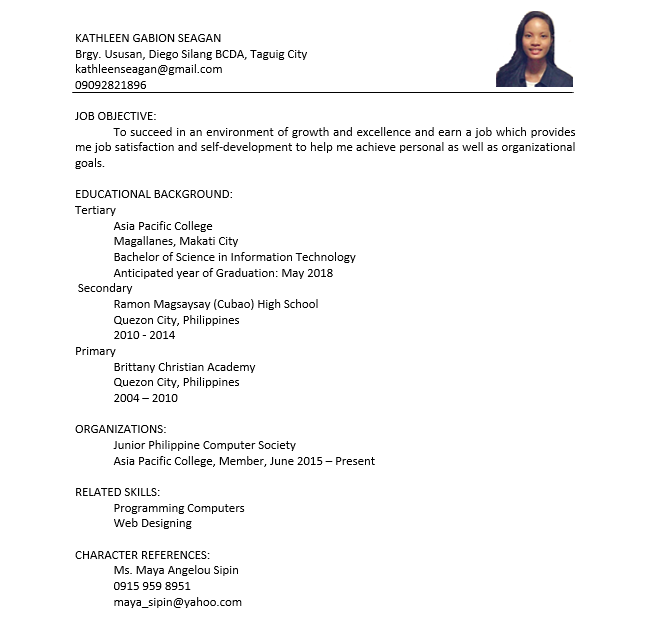 KATHLEEN GABION SEAGAN
Brgy. Ususan, Diego Silang BCDA, Taguig City
kathleenseagan@gmail.com
09092821896
JOB OBJECTIVE:
To succeed in an environment of growth and excellence and earn a job which provides
me job satisfaction and self-development to help me achieve personal as well as organizational
goals.
EDUCATIONAL BACKGROUND:
Tertiary
Asia Pacific College
Magallanes, Makati City
Bachelor of Science in Information Technology
Anticipated year of Graduation: May 2018
Secondary
Ramon Magsaysay (Cubao) High School
Quezon City, Philippines
2010 - 2014
Primary
Brittany Christian Academy
Quezon City, Philippines
2004 – 2010
ORGANIZATIONS:
Junior Philippine Computer Society
Asia Pacific College, Member, June 2015 – Present
RELATED SKILLS:
Programming Computers
Web Designing
CHARACTER REFERENCES:
Ms. Maya Angelou Sipin
0915 959 8951
maya_sipin@yahoo.com